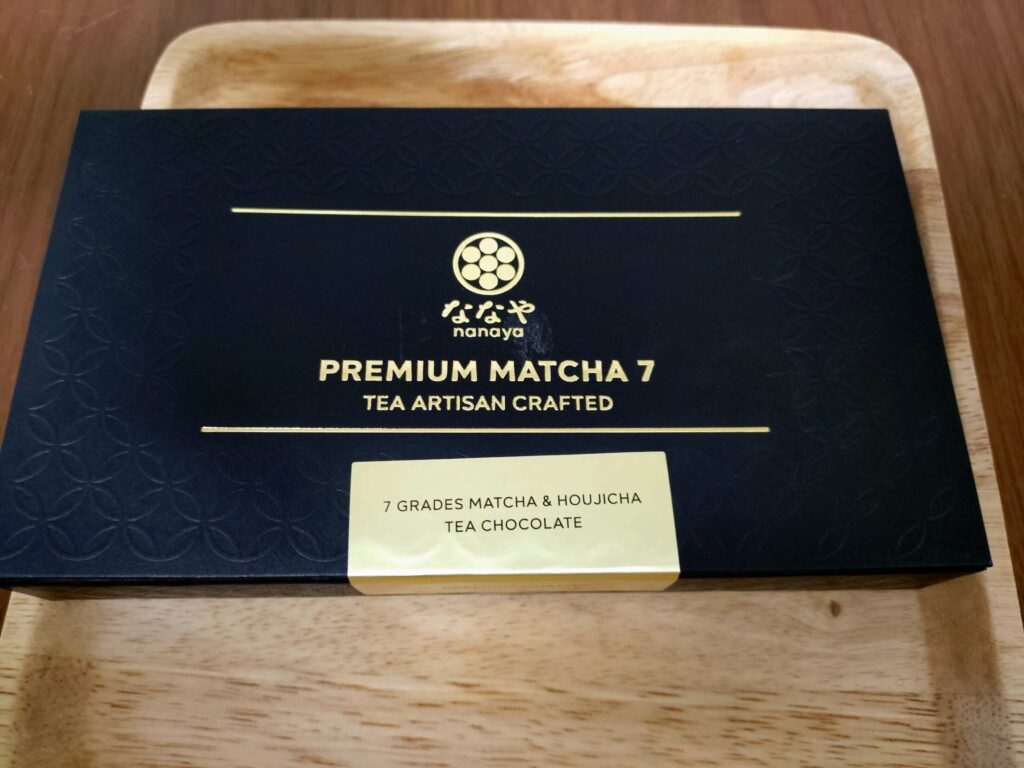 ななや
nanaya
PREMIUM MATCHA 7
TEA ARTISAN CRAFTED
7 GRADES MATCHA & HOUJICHA
TEA CHOCOLATE